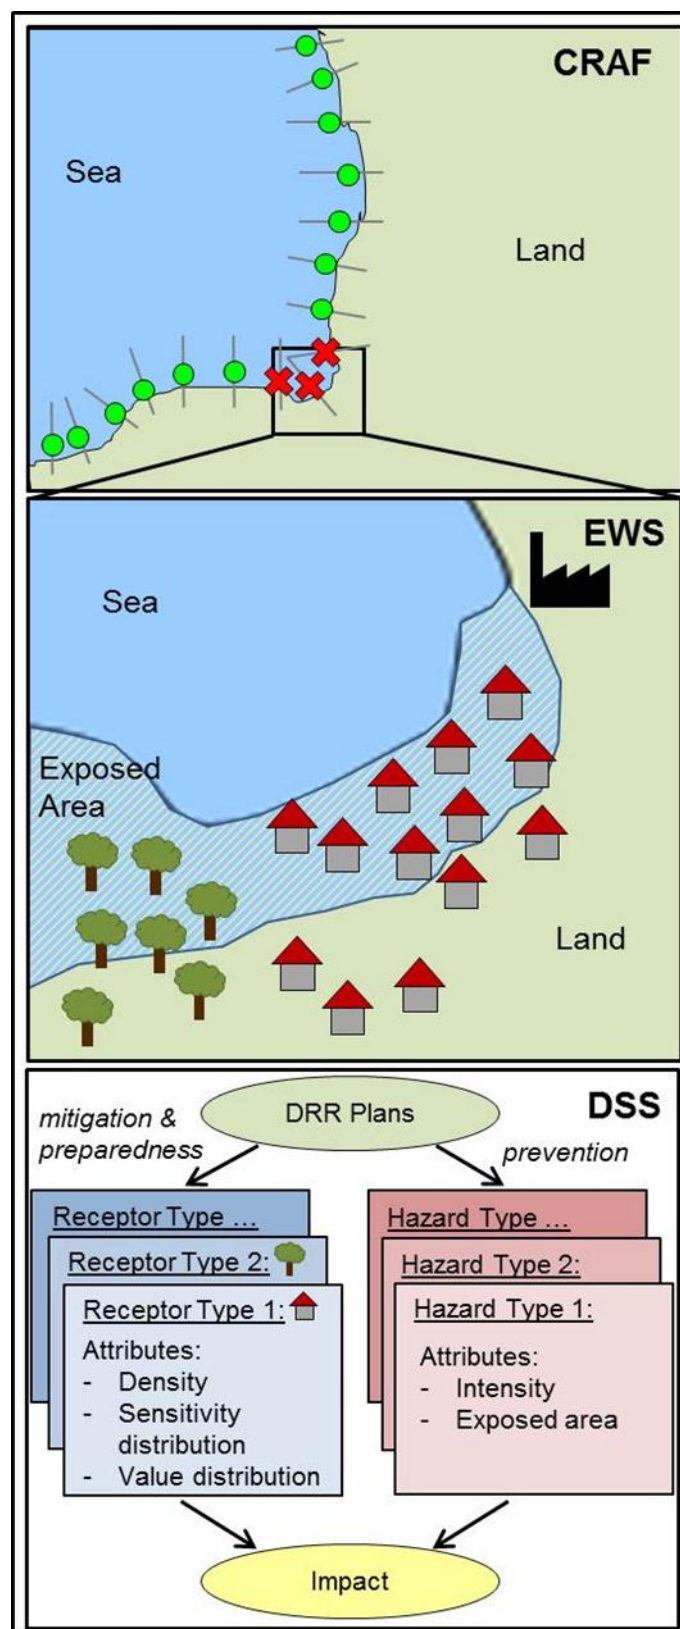 CRAF
Sea
Land
EWS
Sea
Exposed
Area
Land
DSS
DRR Plans
mitigation &
preparedness
prevention
Receptor Type ...
Receptor Type 2:
Receptor Type 1:
Attributes:
- Density
- Sensitivity
distribution
- Value distribution
Hazard Type ...
Hazard Type 2:
Hazard Type 1:
Attributes:
- Intensity
- Exposed area
Impact